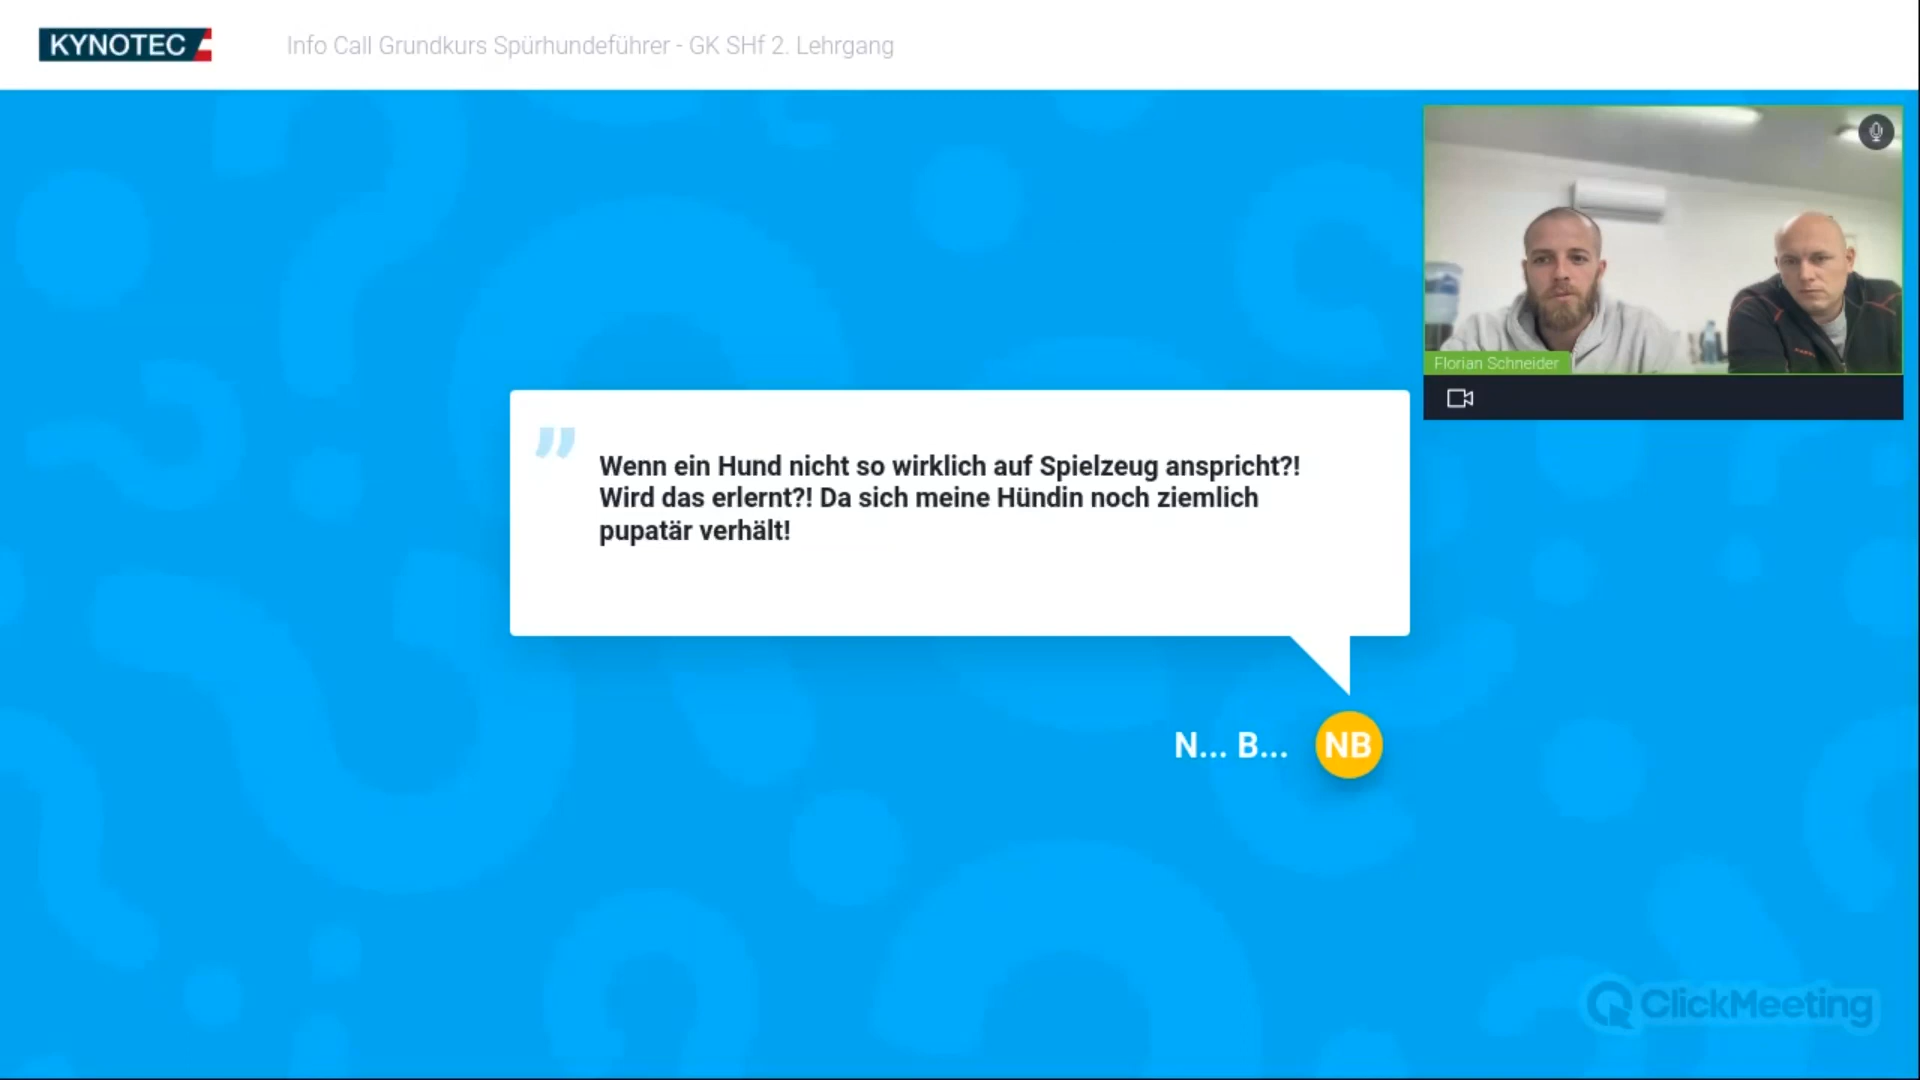 KYNOTEC
Info Call Grundkurs Spürhundeführer - GK SHf 2. Lehrgang
Florian Schneider
Wenn ein Hund nicht so wirklich auf Spielzeug anspricht?!
Wird das erlernt?! Da sich meine Hündin noch ziemlich
pupatär verhält!
N... B...
NB
ClickMeeting